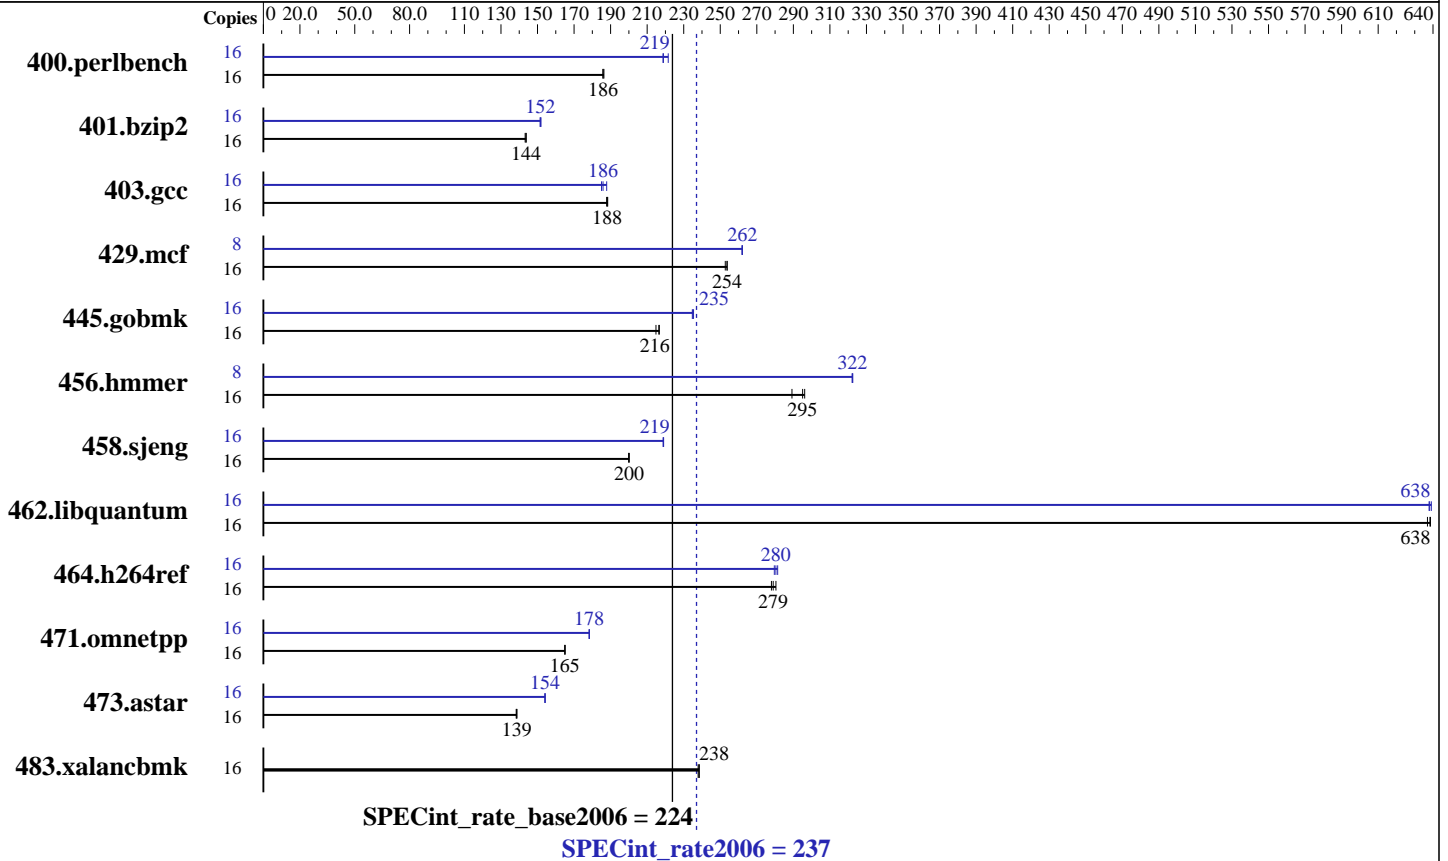 Copies 0 20.0 50.0 80.0 110 130 150 170 190 210 230 250 270 290 310 330 350 370 390 410 430 450 470 490 510 530 550 570 590 610 640
400.perlbench 16 219
16 186
401.bzip2 16 152
16 144
403.gcc 16 186
16 188
429.mcf 8 262
16 254
445.gobmk 16 235
16 216
456.hmmer 8 322
16 295
458.sjeng 16 219
16 200
462.libquantum 16 638
16 638
464.h264ref 16 280
16 279
471.omnetpp 16 178
16 165
473.astar 16 154
16 139
483.xalancbmk 16 238
SPECint_rate_base2006 = 224
SPECint_rate2006 = 237